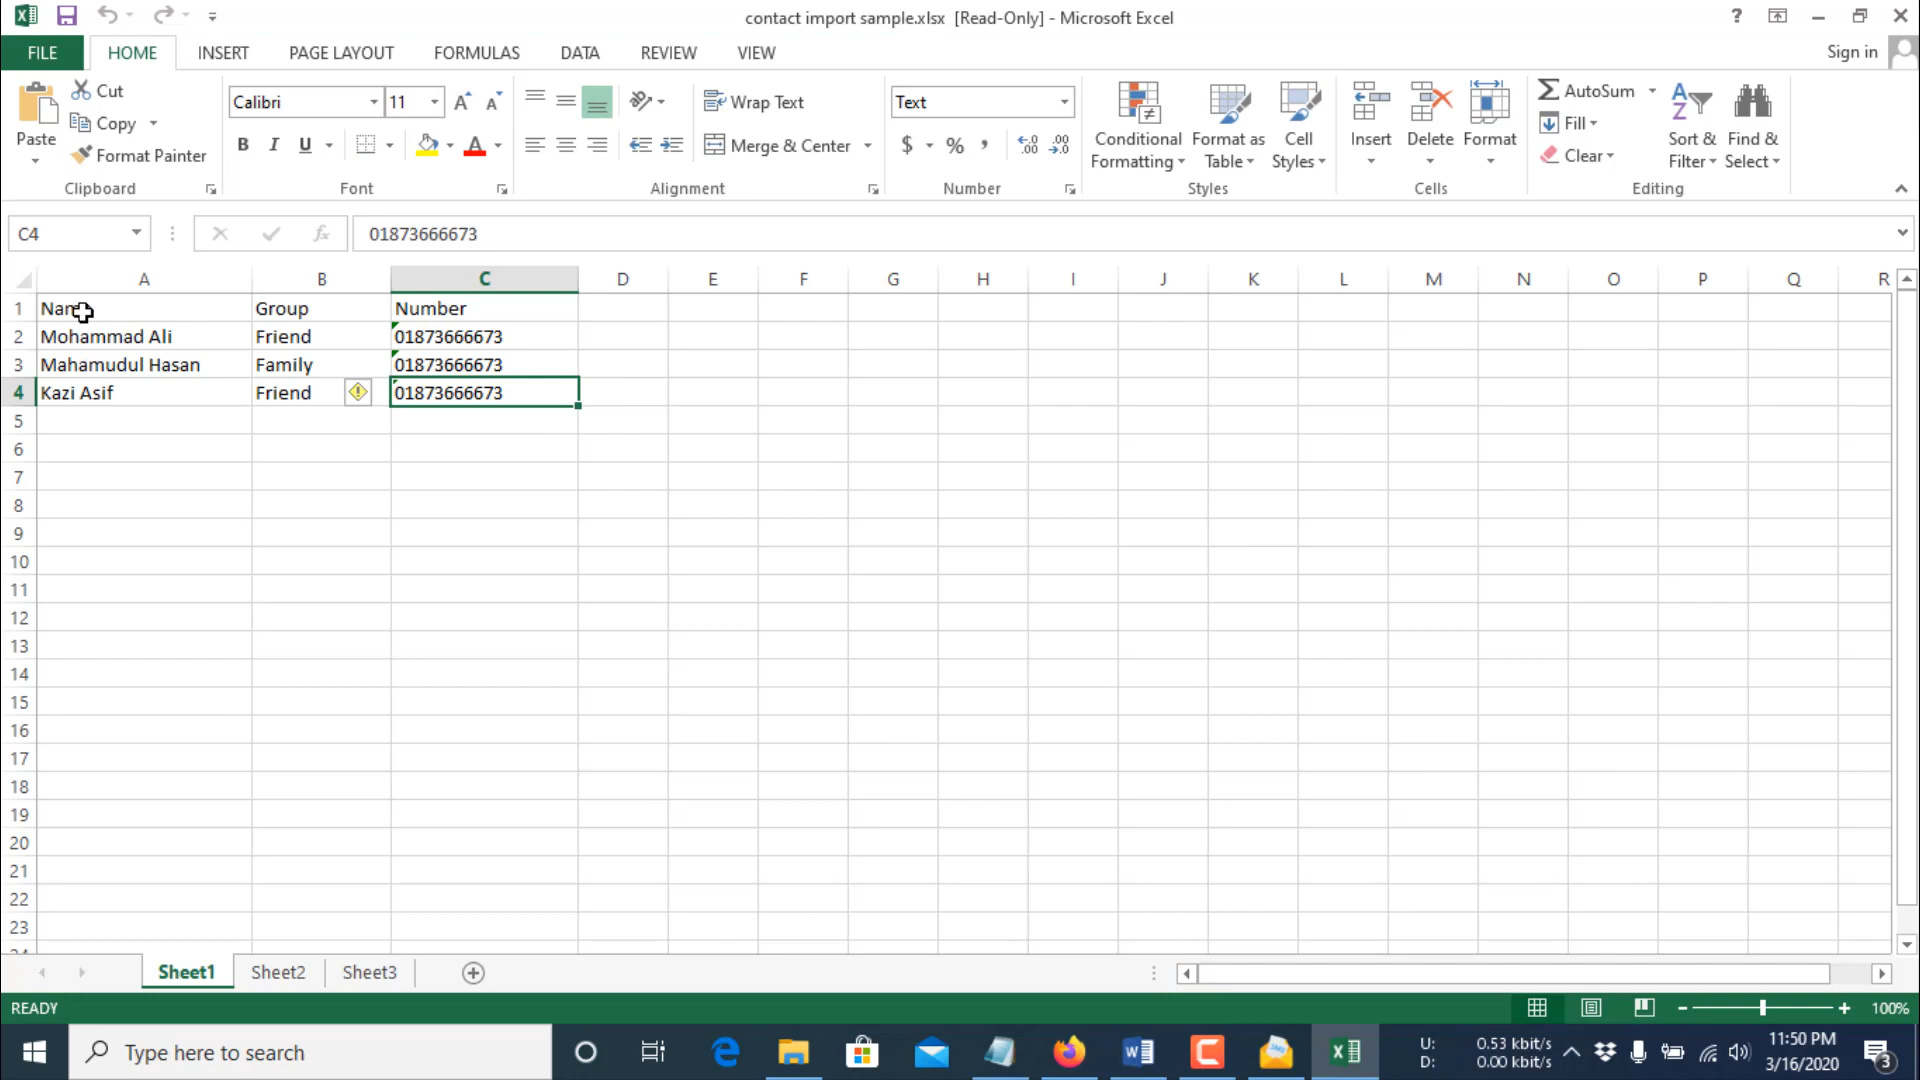 contact import sample.xlsx [Read-Only] - Microsoft Excel
?
FILE HOME INSERT PAGE LAYOUT FORMULAS DATA REVIEW VIEW Sign in
Paste Cut Copy Format Painter
Calibri 11 A A
B I U A
Wrap Text
Merge & Center
Text
$ % , .0 .00
Conditional Formatting Format as Table Cell Styles
Insert Delete Format
AutoSum Fill Clear
Sort & Filter Find & Select
Clipboard Font Alignment Number Styles Cells Editing
C4 fx 01873666673
A B C D E F G H I J K L M N O P Q R
1 Group Number
2 Mohammad Ali Friend 01873666673
3 Mahamudul Hasan Family 01873666673
4 Kazi Asif Friend 01873666673
5
6
7
8
9
10
11
12
13
14
15
16
17
18
19
20
21
22
23
Sheet1 Sheet2 Sheet3
READY 100%
Type here to search
U: 0.53 kbit/s
D: 0.00 kbit/s
11:50 PM
3/16/2020
3